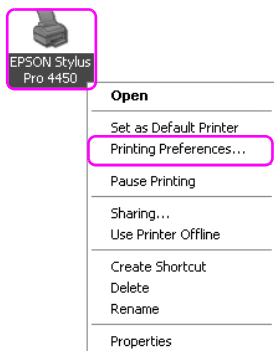 EPSON Stylus
Pro 4450
Open
Set as Default Printer
Printing Preferences...
Pause Printing
Sharing...
Use Printer Offline
Create Shortcut
Delete
Rename
Properties